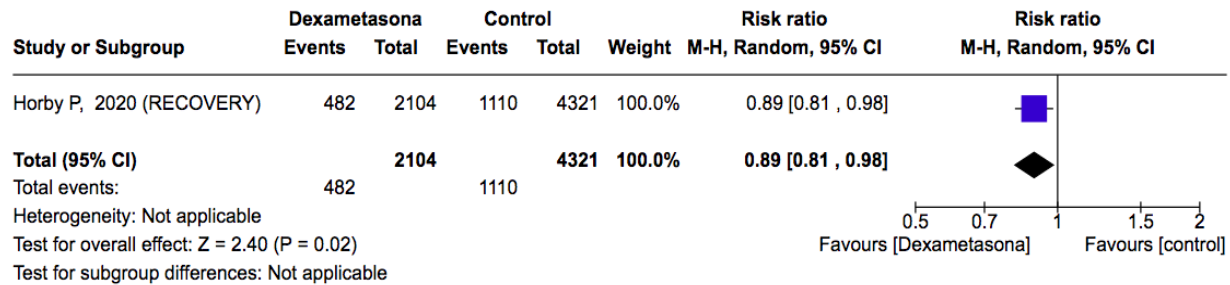 Dexametasona Control Risk ratio Risk ratio
Study or Subgroup Events Total Events Total Weight M-H, Random, 95% CI M-H, Random, 95% CI
Horby P, 2020 (RECOVERY) 482 2104 1110 4321 100.0% 0.89 [0.81 , 0.98]
Total (95% CI) 2104 4321 100.0% 0.89 [0.81 , 0.98]
Total events: 482 1110
Heterogeneity: Not applicable
0.5 0.7 1 1.5 2
Test for overall effect: Z = 2.40 (P = 0.02) Favours [Dexametasona] Favours [control]
Test for subgroup differences: Not applicable